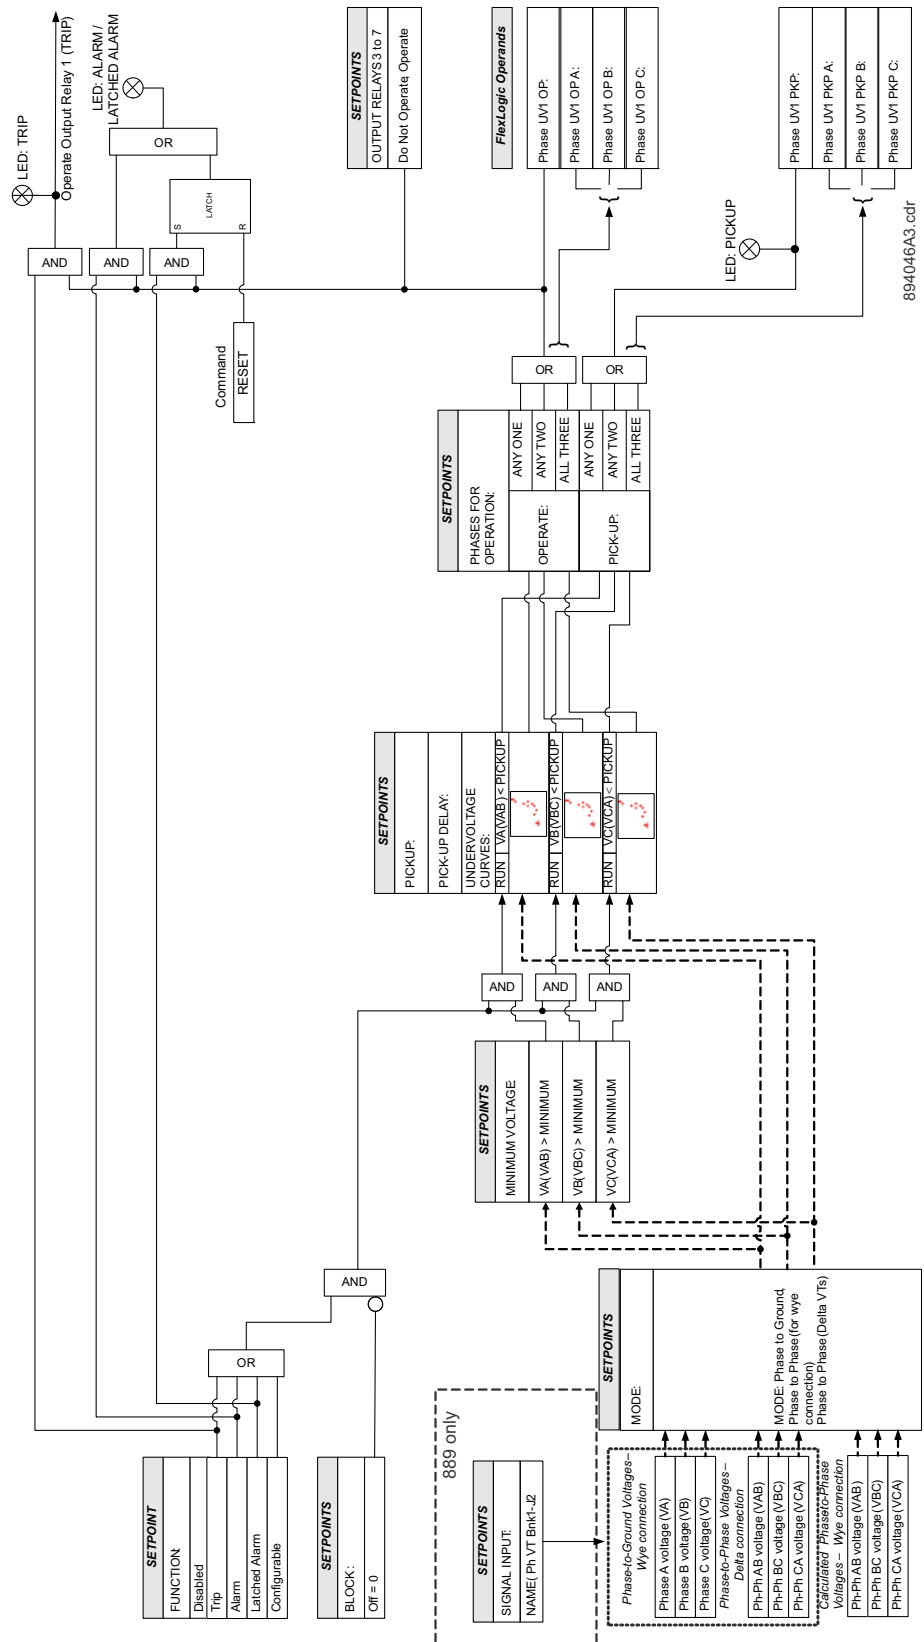 LED: TRIP
Operate Output Relay 1 (TRIP)
LED: ALARM /
LATCHED ALARM
AND
AND
AND
OR
LATCH
S
R
Command
RESET
SETPOINTS
OUTPUT RELAYS 3 to 7
Do Not Operate, Operate
FlexLogic Operands
Phase UV1 OP:
Phase UV1 OP A:
Phase UV1 OP B:
Phase UV1 OP C:
LED: PICKUP
Phase UV1 PKP:
Phase UV1 PKP A:
Phase UV1 PKP B:
Phase UV1 PKP C:
894046A3.cdr
OR
OR
SETPOINTS
PHASES FOR
OPERATION:
OPERATE:
ANY ONE
ANY TWO
ALL THREE
PICK-UP:
ANY ONE
ANY TWO
ALL THREE
SETPOINTS
PICKUP:
PICK-UP DELAY:
UNDERVOLTAGE
CURVES:
RUN VA(VAB) < PICKUP
RUN VB(VBC) < PICKUP
RUN VC(VCA) < PICKUP
AND
AND
AND
SETPOINTS
MINIMUM VOLTAGE:
VA(VAB) > MINIMUM
VB(VBC) > MINIMUM
VC(VCA) > MINIMUM
AND
OR
SETPOINT
FUNCTION:
Disabled
Trip
Alarm
Latched Alarm
Configurable
SETPOINTS
BLOCK:
Off = 0
889 only
SETPOINTS
SIGNAL INPUT:
NAME( Ph VT Bnk1-J2
SETPOINTS
MODE:
MODE: Phase to Ground,
Phase to Phase (for wye
connection)
Phase to Phase (Delta VTs)
Phase-to-Ground Voltages –
Wye connection
Phase A voltage (VA)
Phase B voltage (VB)
Phase C voltage (VC)
Phase-to-Phase Voltages –
Delta connection
Ph-Ph AB voltage (VAB)
Ph-Ph BC voltage (VBC)
Ph-Ph CA voltage (VCA)
Calculated Phase-to-Phase
Voltages – Wye connection
Ph-Ph AB voltage (VAB)
Ph-Ph BC voltage (VBC)
Ph-Ph CA voltage (VCA)